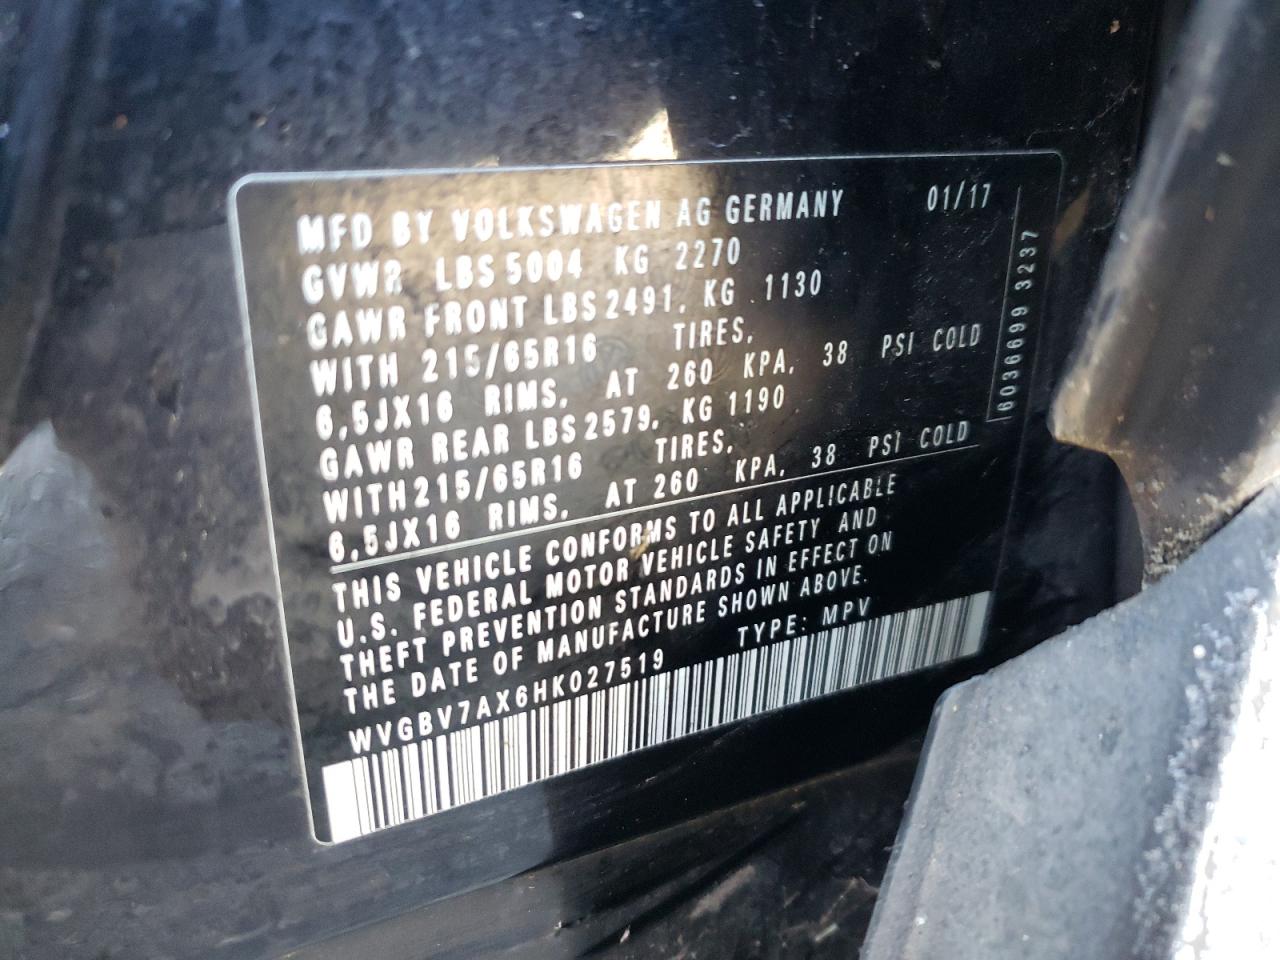 MFD BY VOLKSWAGEN AG GERMANY 01/17
GVWR LBS 5004 KG 2270
GAWR FRONT LBS 2491, KG 1130
WITH 215/65R16 TIRES,
6,5JX16 RIMS, AT 260 KPA, 38 PSI COLD
GAWR REAR LBS 2579, KG 1190
WITH 215/65R16 TIRES,
6,5JX16 RIMS, AT 260 KPA, 38 PSI COLD
THIS VEHICLE CONFORMS TO ALL APPLICABLE
U.S. FEDERAL MOTOR VEHICLE SAFETY AND
THEFT PREVENTION STANDARDS IN EFFECT ON
THE DATE OF MANUFACTURE SHOWN ABOVE.
WVGBV7AX6HK027519 TYPE: MPV
6036699 3237